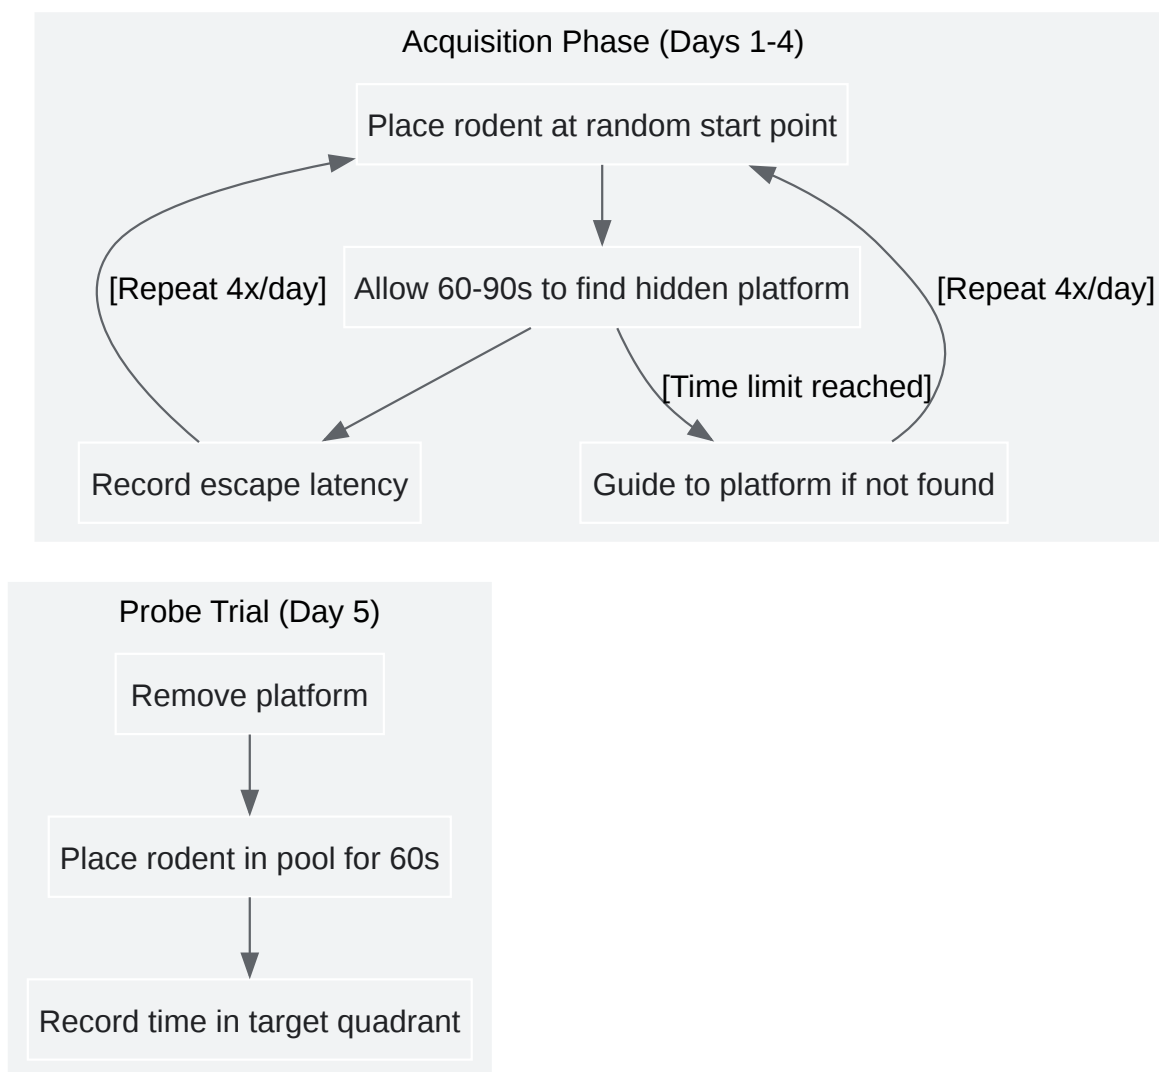 Acquisition Phase (Days 1-4)
Place rodent at random start point
[Repeat 4x/day]
Allow 60-90s to find hidden platform
[Repeat 4x/day]
[Time limit reached]
Record escape latency
Guide to platform if not found
Probe Trial (Day 5)
Remove platform
Place rodent in pool for 60s
Record time in target quadrant